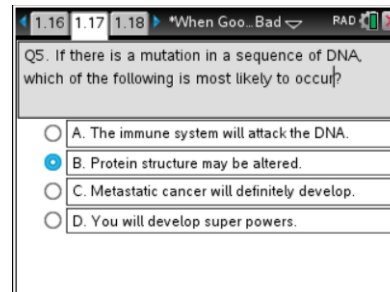 1.16 1.17 1.18 *When Goo...Bad RAD
Q5. If there is a mutation in a sequence of DNA,
which of the following is most likely to occur?
A. The immune system will attack the DNA.
B. Protein structure may be altered.
C. Metastatic cancer will definitely develop.
D. You will develop super powers.